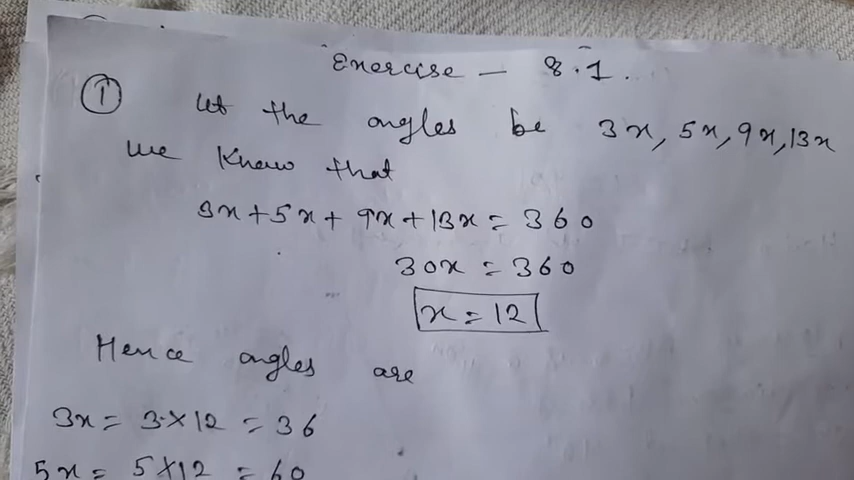 Exercise — 8.1.
① Let the angles be 3x, 5x, 9x, 13x
We Know that
3x + 5x + 9x + 13x = 360
30x = 360
x = 12
Hence angles are
3x = 3×12 = 36
5x = 5×12 = 60